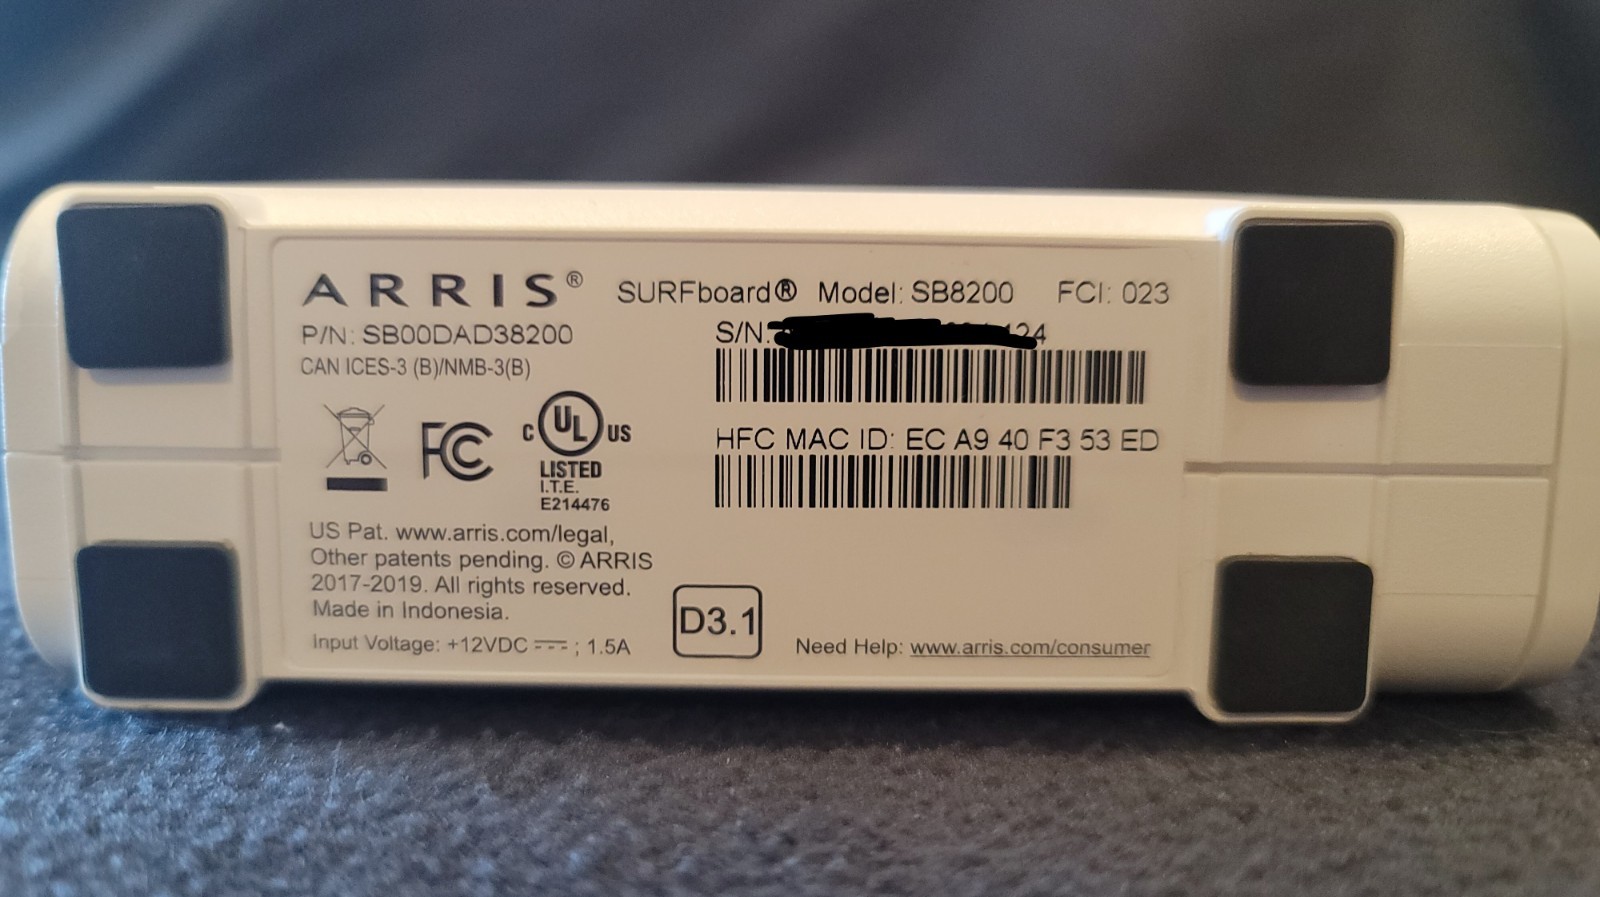 ARRIS® SURFboard® Model: SB8200 FCI: 023
P/N: SB00DAD38200
CAN ICES-3 (B)/NMB-3(B)
S/N: 124
HFC MAC ID: EC A9 40 F3 53 ED
FC
C UL US
LISTED
I.T.E.
E214476
US Pat. www.arris.com/legal,
Other patents pending. © ARRIS
2017-2019. All rights reserved.
Made in Indonesia.
Input Voltage: +12VDC ⎓ ; 1.5A
D3.1
Need Help: www.arris.com/consumer